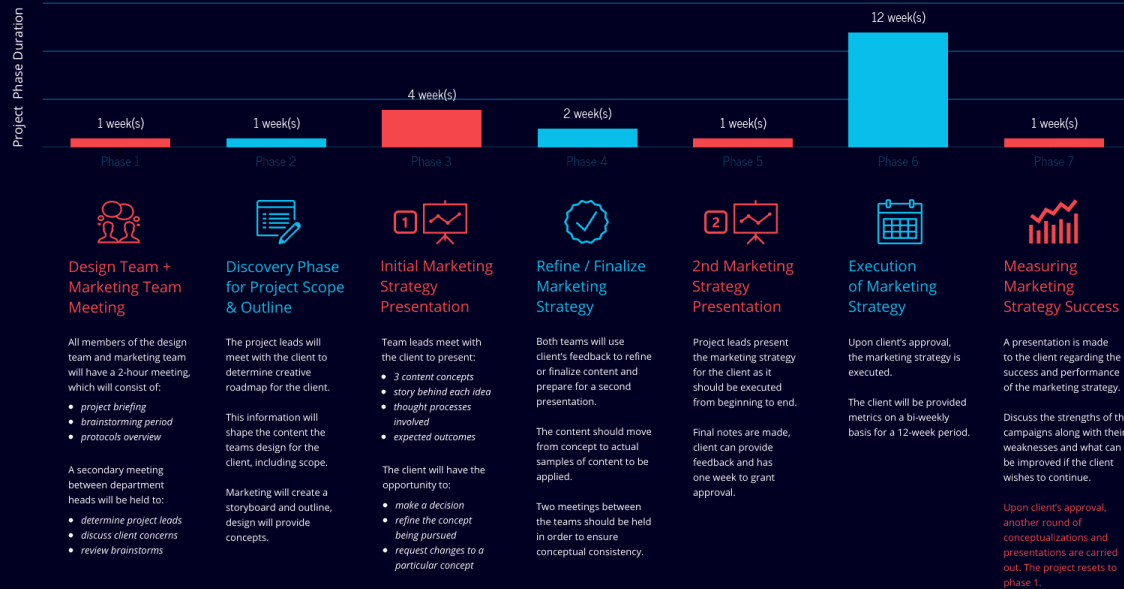 Project Phase Duration
1 week(s)
1 week(s)
4 week(s)
2 week(s)
1 week(s)
12 week(s)
1 week(s)
Phase 1
Phase 2
Phase 3
Phase 4
Phase 5
Phase 6
Phase 7
1
2
Design Team +
Marketing Team
Meeting
All members of the design
team and marketing team
will have a 2-hour meeting,
which will consist of:
• project briefing
• brainstorming period
• protocols overview
A secondary meeting
between department
heads will be held to:
• determine project leads
• discuss client concerns
• review brainstorms
Discovery Phase
for Project Scope
& Outline
The project leads will
meet with the client to
determine creative
roadmap for the client.
This information will
shape the content the
teams design for the
client, including scope.
Marketing will create a
storyboard and outline,
design will provide
concepts.
Initial Marketing
Strategy
Presentation
Team leads meet with
the client to present:
• 3 content concepts
• story behind each idea
• thought processes
involved
• expected outcomes
The client will have the
opportunity to:
• make a decision
• refine the concept
being pursued
• request changes to a
particular concept
Refine / Finalize
Marketing
Strategy
Both teams will use
client's feedback to refine
or finalize content and
prepare for a second
presentation.
The content should move
from concept to actual
samples of content to be
applied.
Two meetings between
the teams should be held
in order to ensure
conceptual consistency.
2nd Marketing
Strategy
Presentation
Project leads present
the marketing strategy
for the client as it
should be executed
from beginning to end.
Final notes are made,
client can provide
feedback and has
one week to grant
approval.
Execution
of Marketing
Strategy
Upon client's approval,
the marketing strategy is
executed.
The client will be provided
metrics on a bi-weekly
basis for a 12-week period.
Measuring
Marketing
Strategy Success
A presentation is made
to the client regarding the
success and performance
of the marketing strategy.
Discuss the strengths of the
campaigns along with their
weaknesses and what can
be improved if the client
wishes to continue.
Upon client's approval,
another round of
conceptualizations and
presentations are carried
out. The project resets to
phase 1.